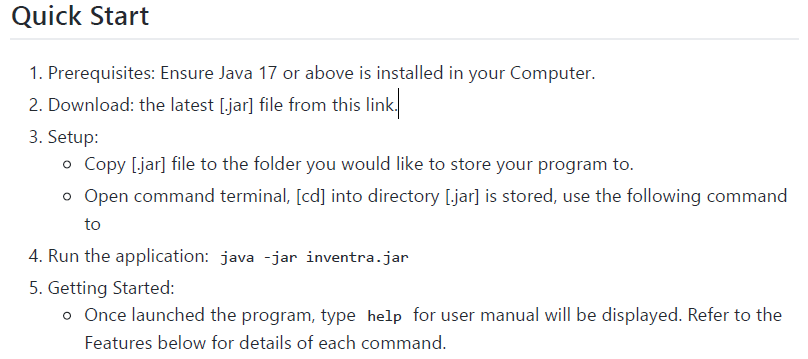 Quick Start
1. Prerequisites: Ensure Java 17 or above is installed in your Computer.
2. Download: the latest [.jar] file from this link.
3. Setup:
Copy [.jar] file to the folder you would like to store your program to.
Open command terminal, [cd] into directory [.jar] is stored, use the following command
to
4. Run the application: java -jar inventra.jar
5. Getting Started:
Once launched the program, type help for user manual will be displayed. Refer to the
Features below for details of each command.